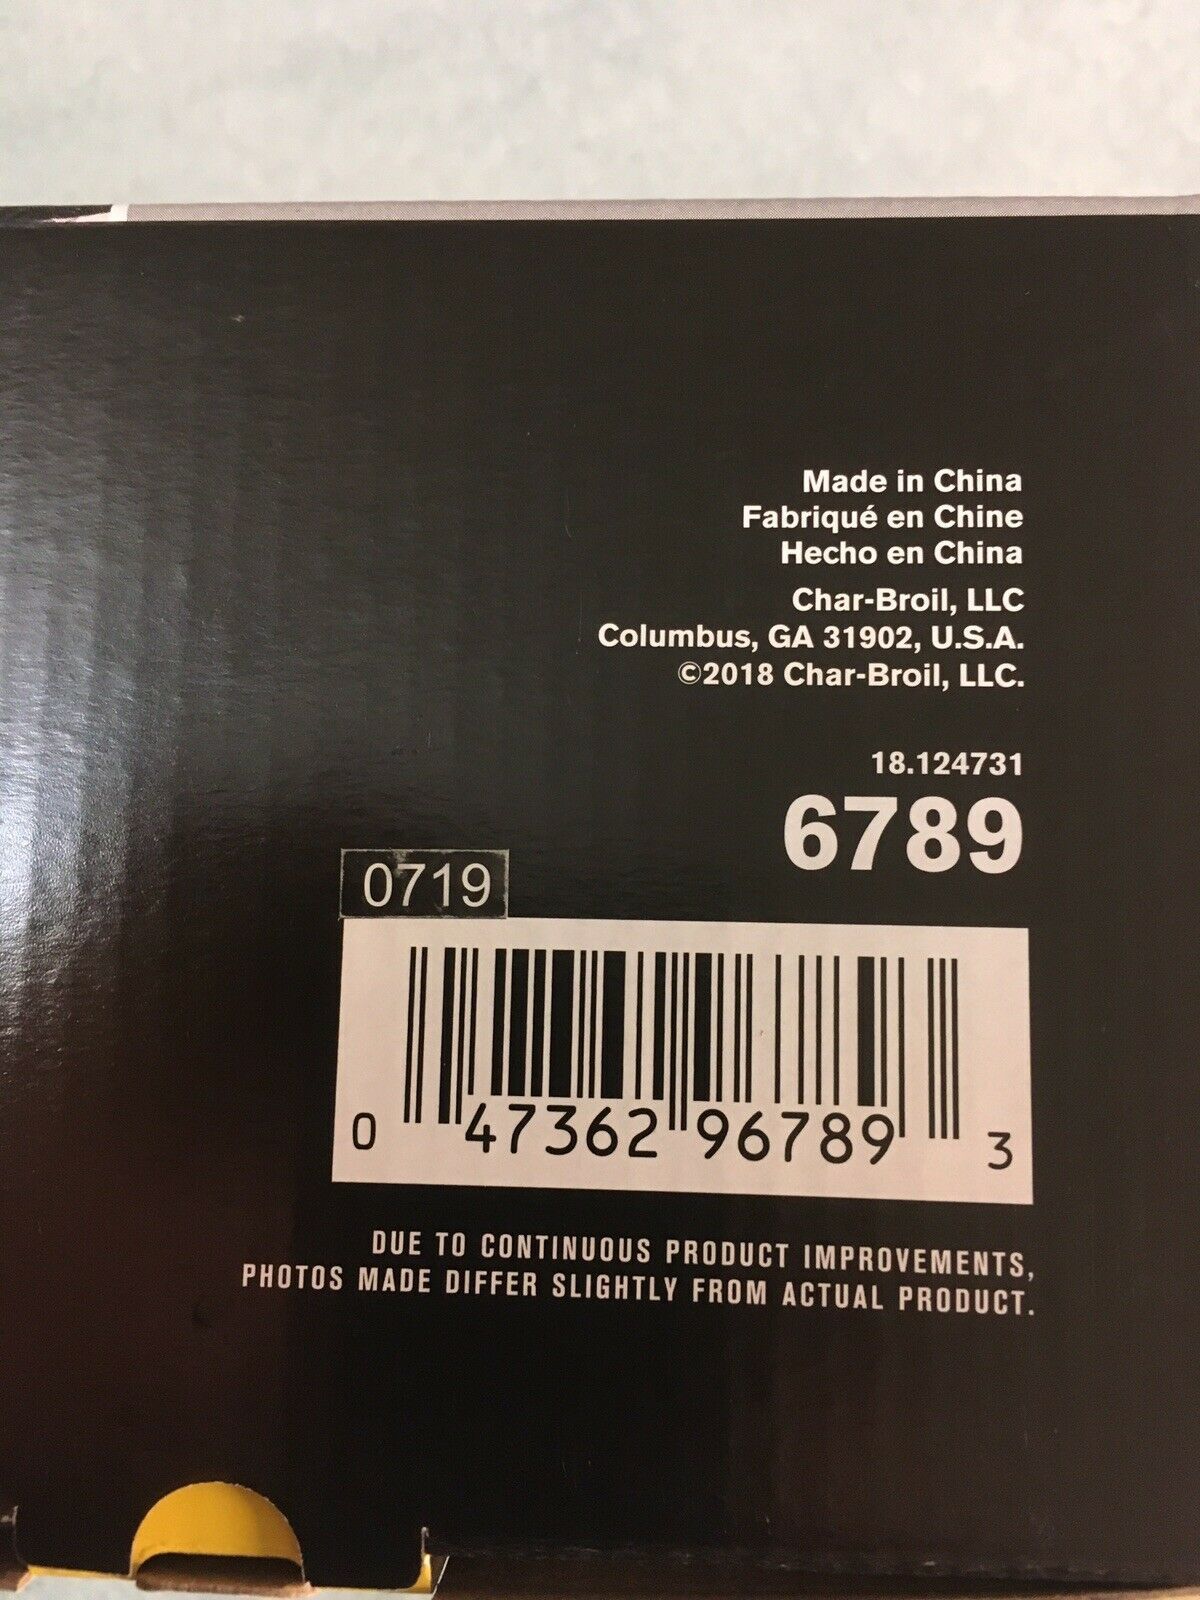 Made in China
Fabriqué en Chine
Hecho en China
Char-Broil, LLC
Columbus, GA 31902, U.S.A.
©2018 Char-Broil, LLC.
18.124731
6789
0719
0 47362 96789 3
DUE TO CONTINUOUS PRODUCT IMPROVEMENTS,
PHOTOS MADE DIFFER SLIGHTLY FROM ACTUAL PRODUCT.